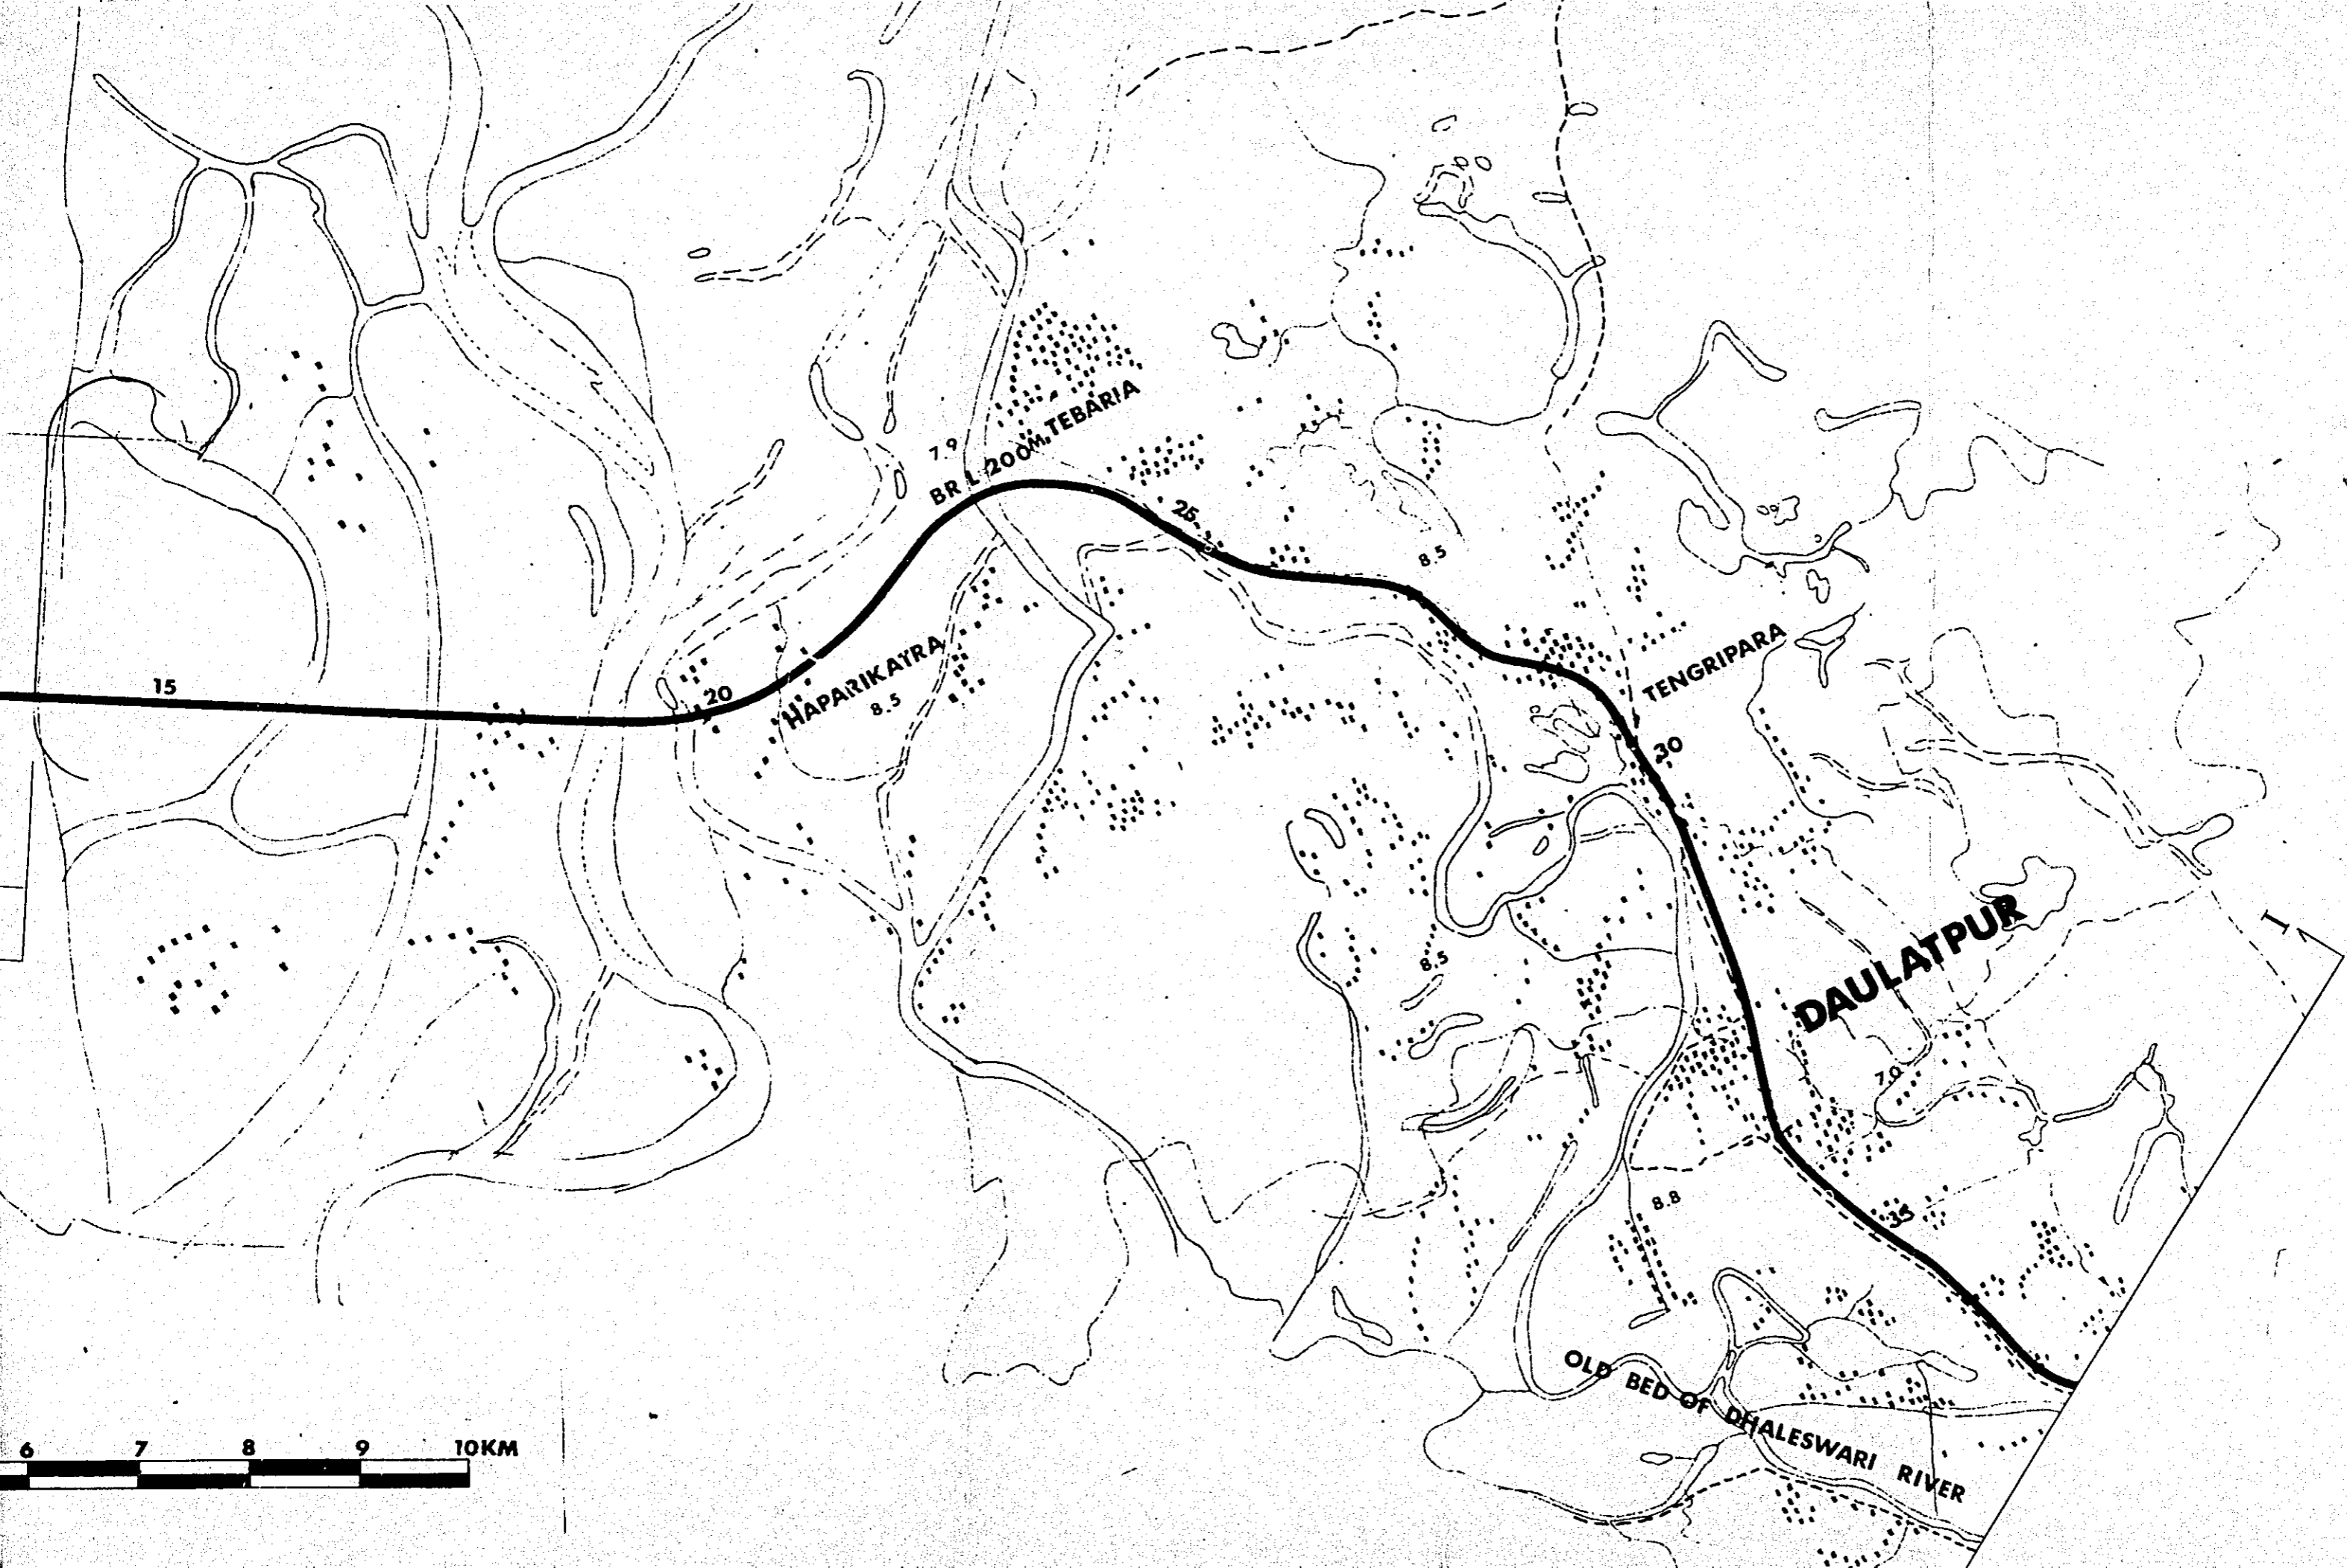 7.9
BR L 200M.
TEBARIA
25
8.5
15
20
HAPARIKATRA
8.5
TENGRIPARA
30
DAULATPUR
8.5
7.0
8.8
35
OLD BED OF DHALESWARI RIVER
6 7 8 9 10KM